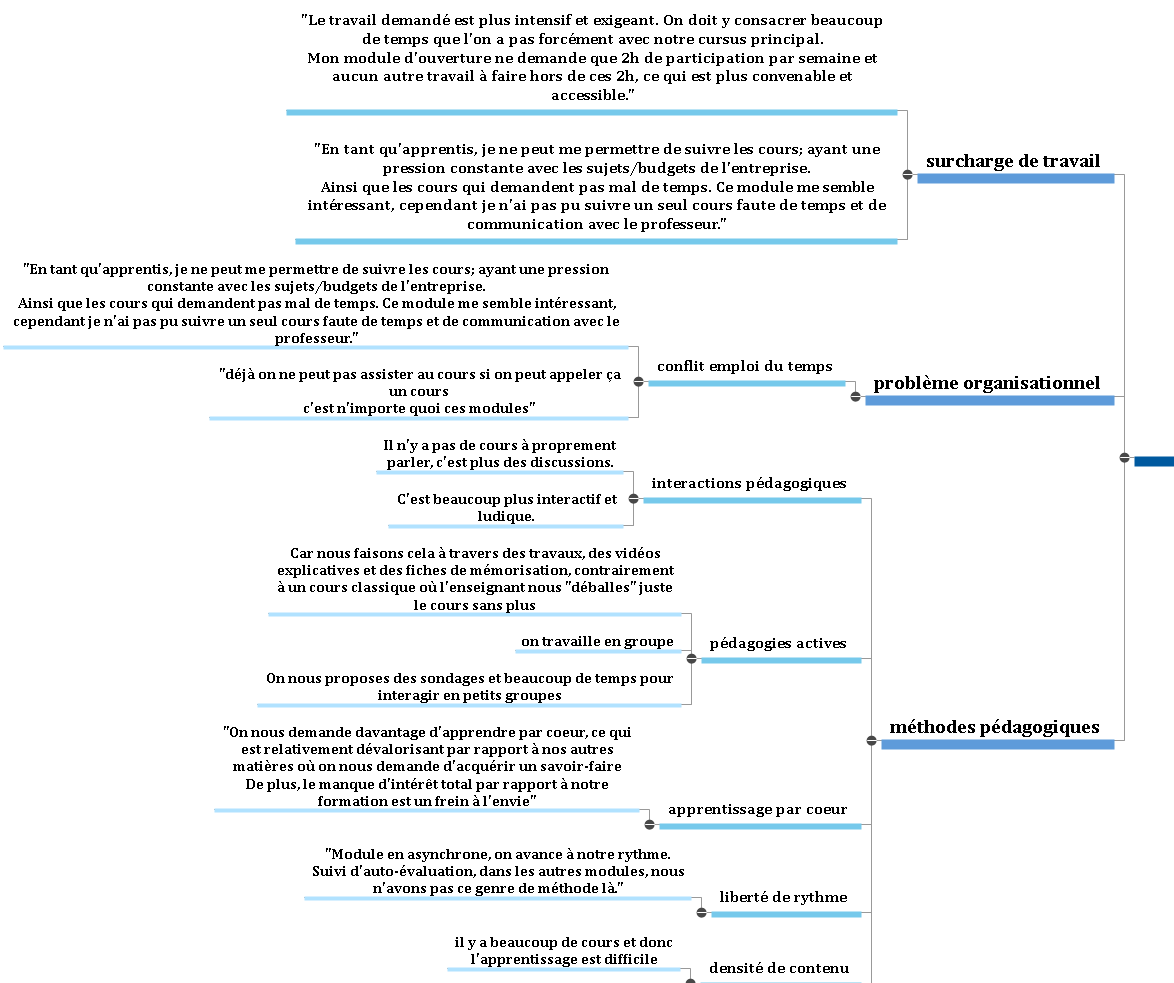 "Le travail demandé est plus intensif et exigeant. On doit y consacrer beaucoup
de temps que l'on a pas forcément avec notre cursus principal.
Mon module d'ouverture ne demande que 2h de participation par semaine et
aucun autre travail à faire hors de ces 2h, ce qui est plus convenable et
accessible."
"En tant qu'apprentis, je ne peut me permettre de suivre les cours; ayant une
pression constante avec les sujets/budgets de l'entreprise.
Ainsi que les cours qui demandent pas mal de temps. Ce module me semble
intéressant, cependant je n'ai pas pu suivre un seul cours faute de temps et de
communication avec le professeur."
surcharge de travail
"En tant qu'apprentis, je ne peut me permettre de suivre les cours; ayant une pression
constante avec les sujets/budgets de l'entreprise.
Ainsi que les cours qui demandent pas mal de temps. Ce module me semble intéressant,
cependant je n'ai pas pu suivre un seul cours faute de temps et de communication avec le
professeur."
"déjà on ne peut pas assister au cours si on peut appeler ça
un cours
c'est n'importe quoi ces modules"
conflit emploi du temps
problème organisationnel
Il n'y a pas de cours à proprement
parler, c'est plus des discussions.
C'est beaucoup plus interactif et
ludique.
interactions pédagogiques
Car nous faisons cela à travers des travaux, des vidéos
explicatives et des fiches de mémorisation, contrairement
à un cours classique où l'enseignant nous "déballes" juste
le cours sans plus
on travaille en groupe
On nous proposes des sondages et beaucoup de temps pour
interagir en petits groupes
pédagogies actives
"On nous demande davantage d'apprendre par coeur, ce qui
est relativement dévalorisant par rapport à nos autres
matières où on nous demande d'acquérir un savoir-faire
De plus, le manque d'intérêt total par rapport à notre
formation est un frein à l'envie"
apprentissage par coeur
méthodes pédagogiques
"Module en asynchrone, on avance à notre rythme.
Suivi d'auto-évaluation, dans les autres modules, nous
n'avons pas ce genre de méthode là."
liberté de rythme
il y a beaucoup de cours et donc
l'apprentissage est difficile
densité de contenu